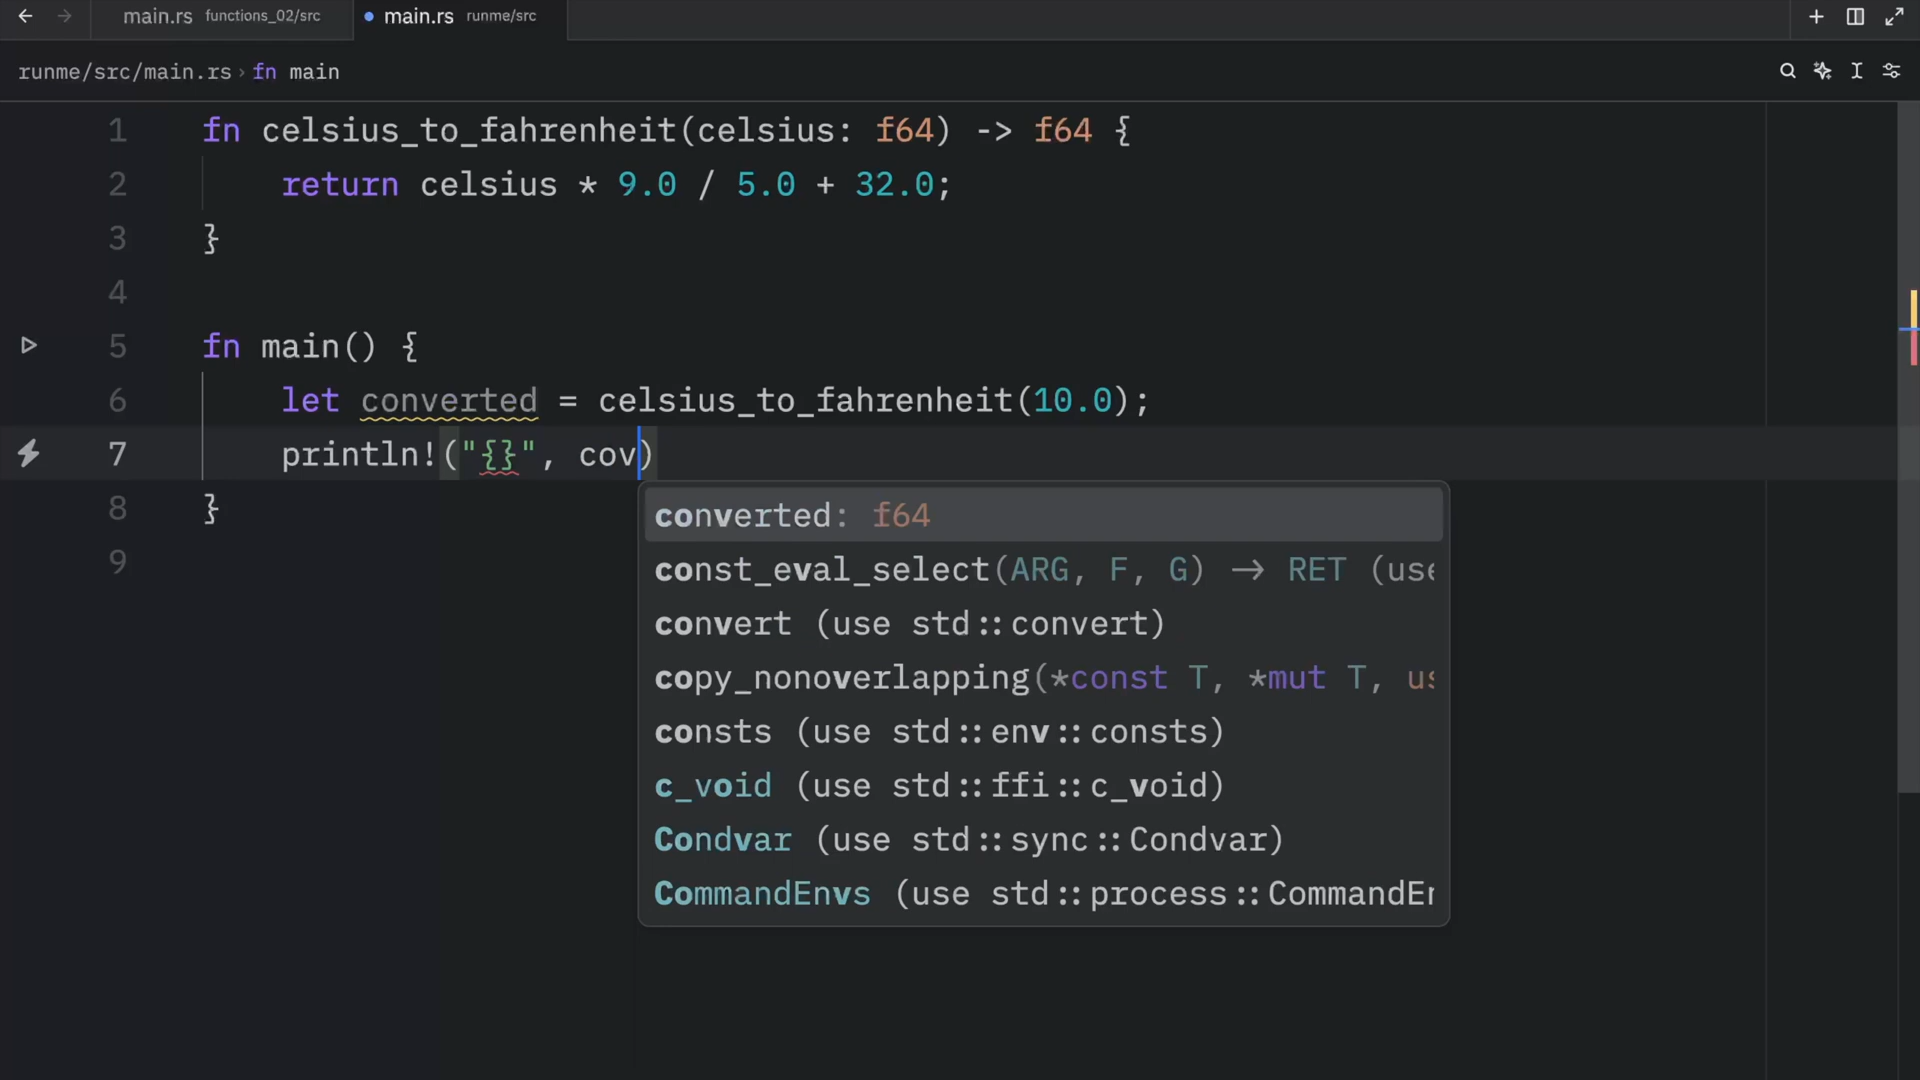 main.rs functions_02/src main.rs runme/src
runme/src/main.rs › fn main
1 fn celsius_to_fahrenheit(celsius: f64) -> f64 {
2 return celsius * 9.0 / 5.0 + 32.0;
3 }
4
5 fn main() {
6 let converted = celsius_to_fahrenheit(10.0);
7 println!("{}", cov)
8 }
9
converted: f64
const_eval_select(ARG, F, G) -> RET (use
convert (use std::convert)
copy_nonoverlapping(*const T, *mut T, us
consts (use std::env::consts)
c_void (use std::ffi::c_void)
Condvar (use std::sync::Condvar)
CommandEnvs (use std::process::CommandEn